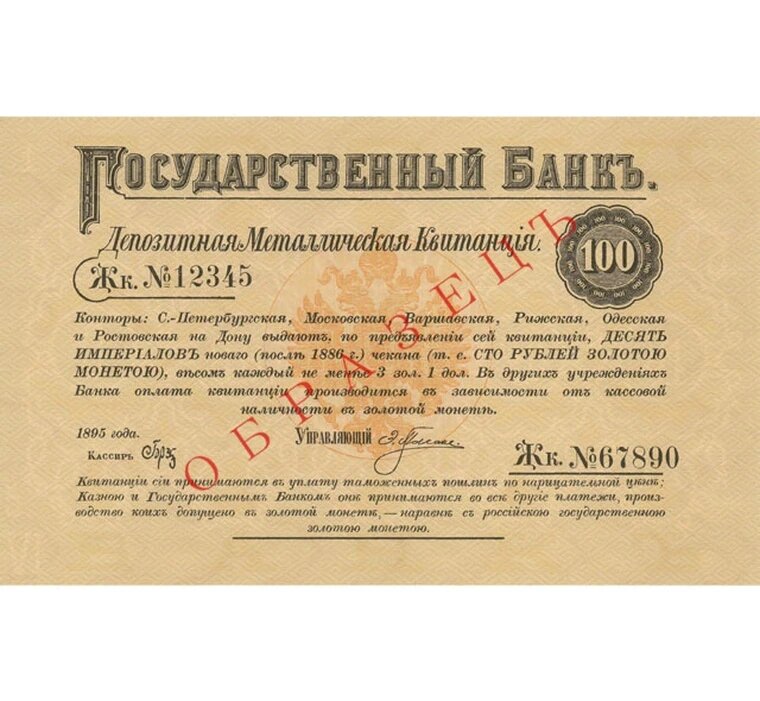 Государственный Банкъ.
Депозитная Металлическая Квитанція.
100
Жк. №12345
Конторы: С.-Петербургская, Московская, Варшавская, Рижская, Одесская
и Ростовская на Дону выдаютъ, по предъявленіи сей квитанціи, ДЕСЯТЬ
ИМПЕРІАЛОВЪ новаго (послѣ 1886 г.) чекана (т. е. СТО РУБЛЕЙ ЗОЛОТОЮ
МОНЕТОЮ), вѣсомъ каждый не менѣе 3 зол. 1 дол. Въ другихъ учрежденіяхъ
Банка оплата квитанціи производится въ зависимости отъ кассовой
наличности въ золотой монетѣ.
ОБРАЗЕЦЪ
1895 года.
Управляющій
Кассиръ
Жк. №67890
Квитанціи сіи принимаются въ уплату таможенныхъ пошлинъ по нарицательной цѣнѣ;
Казною и Государственнымъ Банкомъ онѣ принимаются во всѣ другіе платежи, произ-
водство коихъ допущено въ золотой монетѣ, — наравнѣ съ россійскою государственною
золотою монетою.